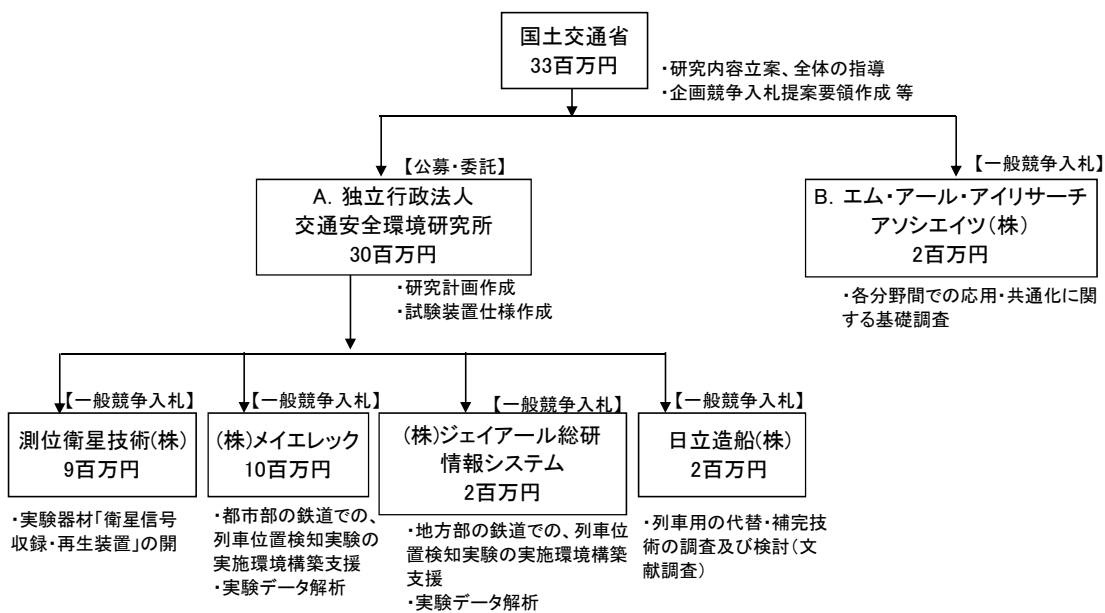 国土交通省
33百万円
・研究内容立案、全体の指導
・企画競争入札提案要領作成 等
【公募・委託】
A. 独立行政法人
交通安全環境研究所
30百万円
・研究計画作成
・試験装置仕様作成
【一般競争入札】
B. エム・アール・アイリサーチ
アソシエイツ(株)
2百万円
・各分野間での応用・共通化に関
する基礎調査
【一般競争入札】
測位衛星技術(株)
9百万円
・実験器材「衛星信号
収録・再生装置」の開
【一般競争入札】
(株)メイエレック
10百万円
・都市部の鉄道での、
列車位置検知実験の
実施環境構築支援
・実験データ解析
【一般競争入札】
(株)ジェイアール総研
情報システム
2百万円
・地方部の鉄道での、列車位
置検知実験の実施環境構築
支援
・実験データ解析
【一般競争入札】
日立造船(株)
2百万円
・列車用の代替・補完技
術の調査及び検討(文
献調査)